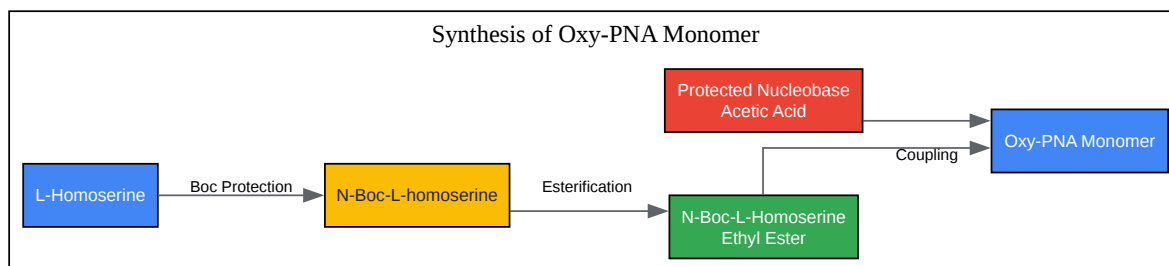 Synthesis of Oxy-PNA Monomer
Protected Nucleobase
Acetic Acid
Oxy-PNA Monomer
Coupling
L-Homoserine
Boc Protection
N-Boc-L-homoserine
Esterification
N-Boc-L-Homoserine
Ethyl Ester